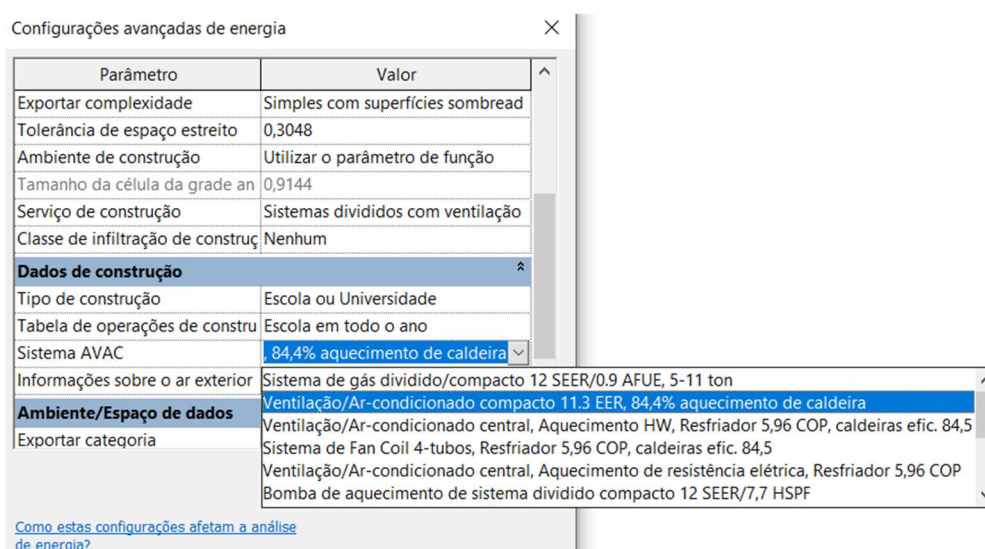 Configurações avançadas de energia
Parâmetro Valor
Exportar complexidade Simples com superfícies sombread
Tolerância de espaço estreito 0,3048
Ambiente de construção Utilizar o parâmetro de função
Tamanho da célula da grade an 0,9144
Serviço de construção Sistemas divididos com ventilação
Classe de infiltração de construç Nenhum
Dados de construção
Tipo de construção Escola ou Universidade
Tabela de operações de constru Escola em todo o ano
Sistema AVAC , 84,4% aquecimento de caldeira
Informações sobre o ar exterior Sistema de gás dividido/compacto 12 SEER/0.9 AFUE, 5-11 ton
Ventilação/Ar-condicionado compacto 11.3 EER, 84,4% aquecimento de caldeira
Ambiente/Espaço de dados Ventilação/Ar-condicionado central, Aquecimento HW, Resfriador 5,96 COP, caldeiras efic. 84,5
Exportar categoria Sistema de Fan Coil 4-tubos, Resfriador 5,96 COP, caldeiras efic. 84,5
Ventilação/Ar-condicionado central, Aquecimento de resistência elétrica, Resfriador 5,96 COP
Bomba de aquecimento de sistema dividido compacto 12 SEER/7,7 HSPF
Como estas configurações afetam a análise
de energia?